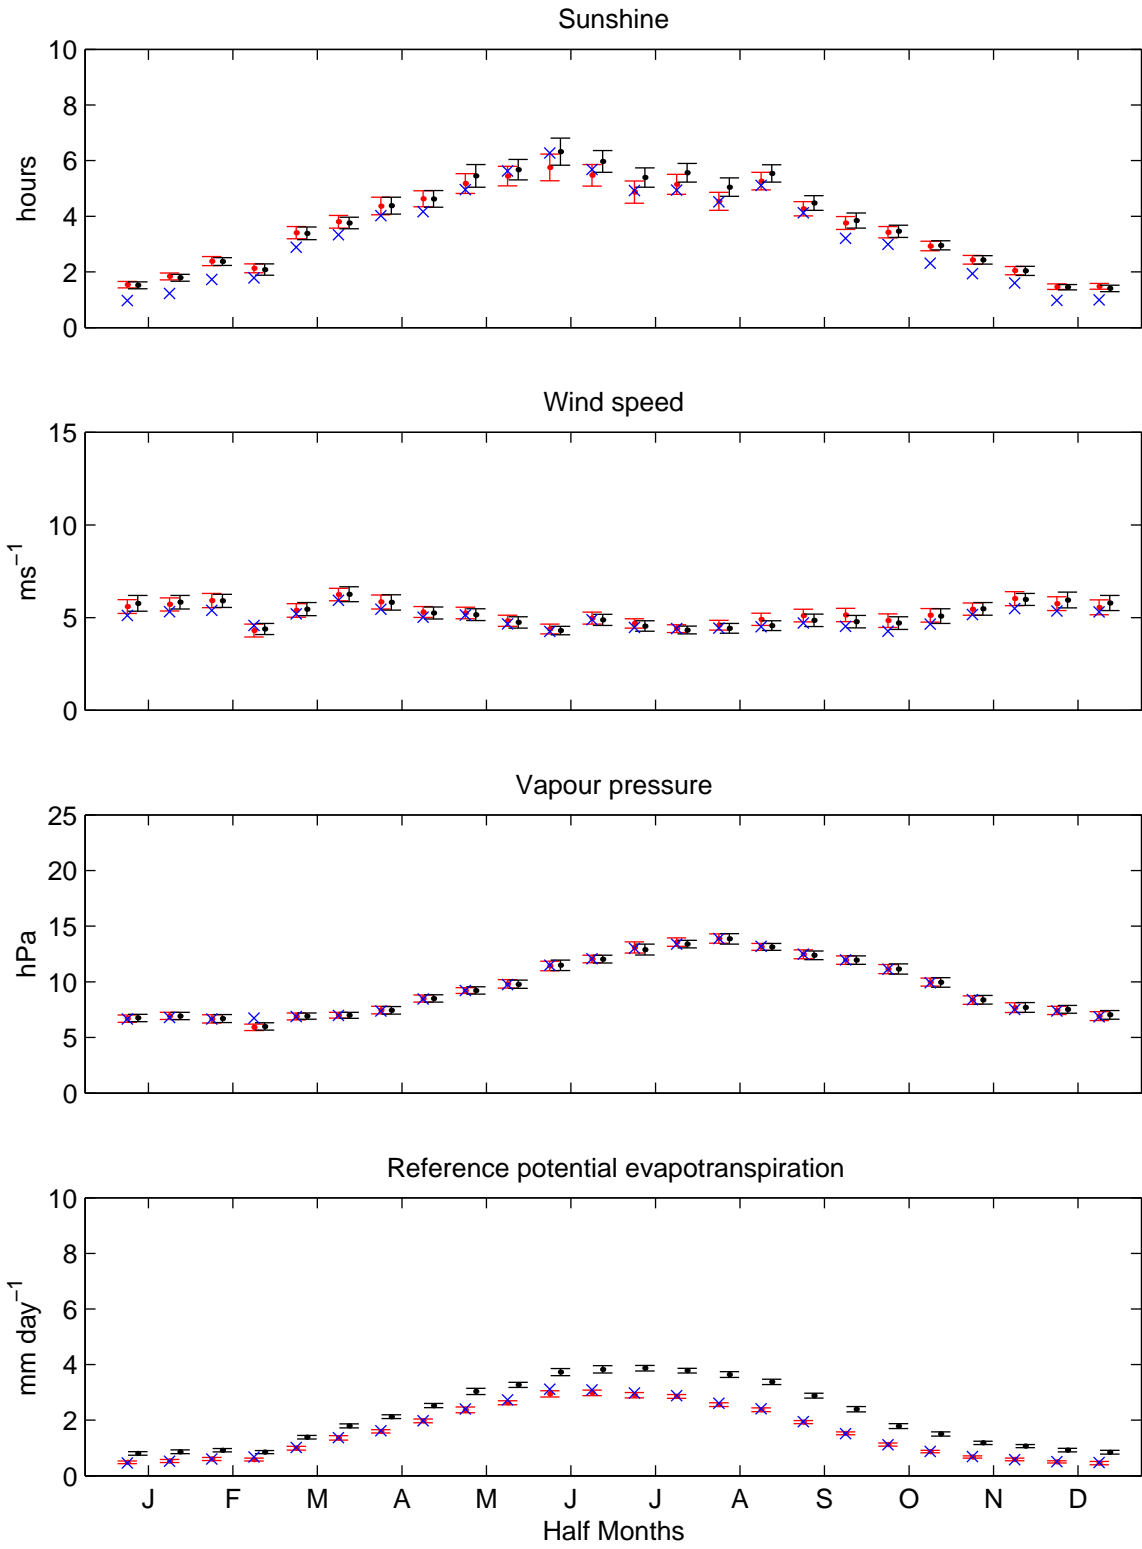 Sunshine
10
8
6
4
2
0
hours
Wind speed
15
10
5
0
ms⁻¹
Vapour pressure
25
20
15
10
5
0
hPa
Reference potential evapotranspiration
10
8
6
4
2
0
mm day⁻¹
J F M A M J J A S O N D
Half Months